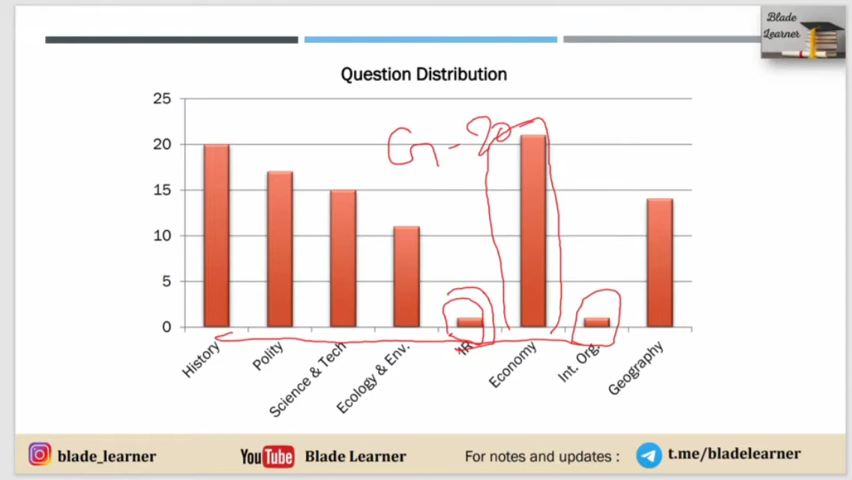 Blade
Learner
Question Distribution
25
20
15
10
5
0
History
Polity
Science & Tech
Ecology & Env.
IR
Economy
Int. Org.
Geography
blade_learner
YouTube
Blade Learner
For notes and updates :
t.me/bladelearner